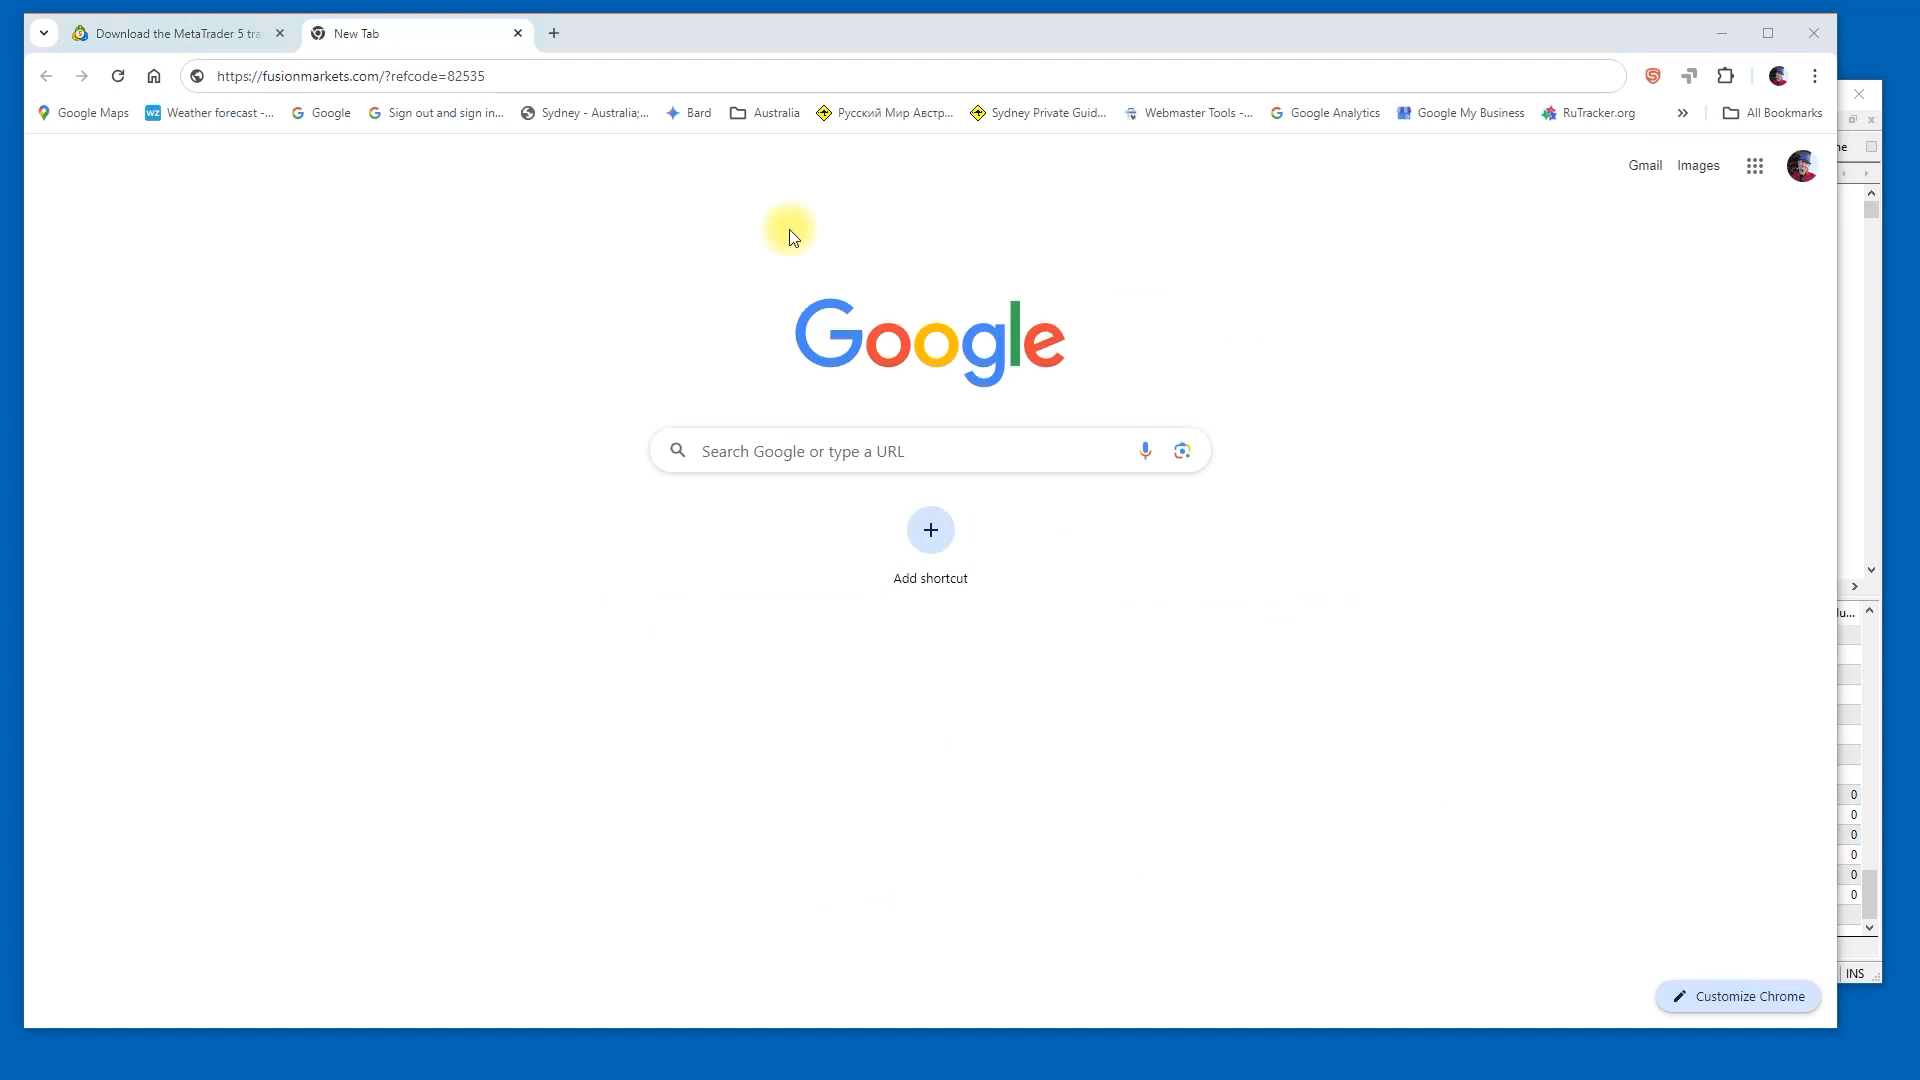 Download the MetaTrader 5 tra
New Tab
https://fusionmarkets.com/?refcode=82535
Google Maps
Weather forecast -...
Google
Sign out and sign in...
Sydney - Australia;...
Bard
Australia
Русский Мир Австр...
Sydney Private Guid...
Webmaster Tools -...
Google Analytics
Google My Business
RuTracker.org
All Bookmarks
ne
Gmail
Images
Google
Search Google or type a URL
Add shortcut
lu...
0
0
0
0
0
0
INS
Customize Chrome